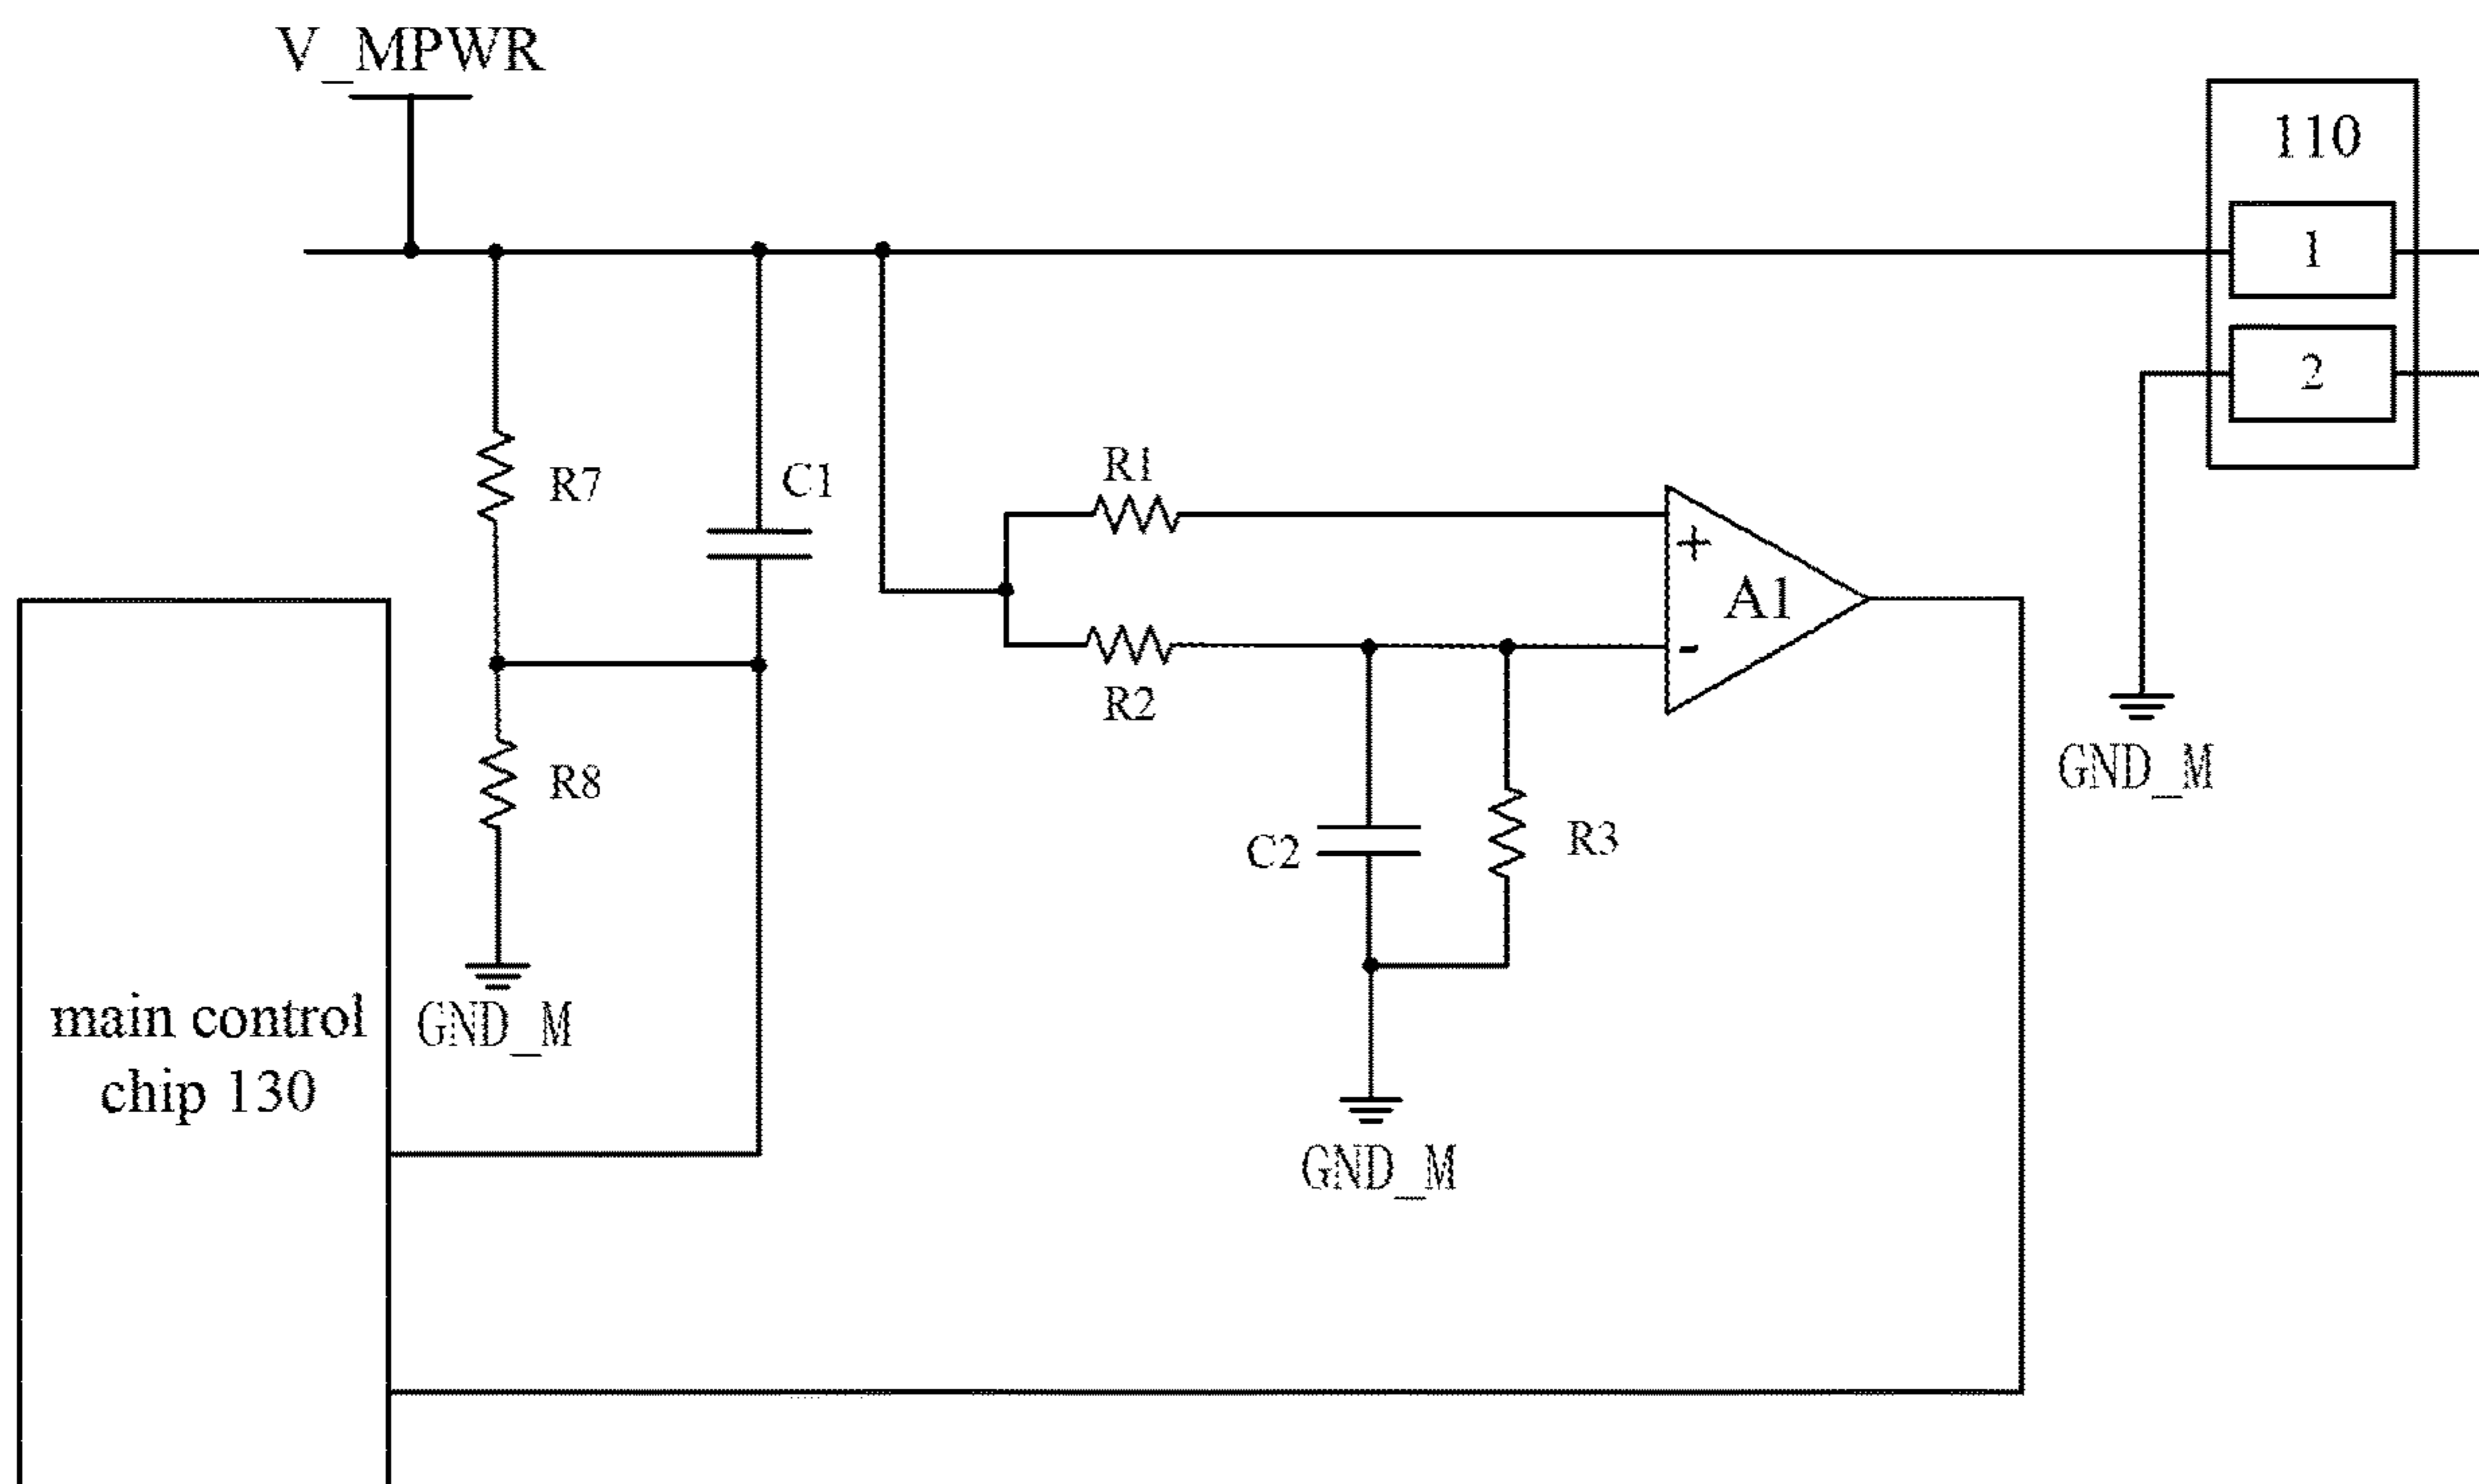 V_MPWR
110
1
2
R7
C1
R1
+
A1
-
R2
R8
C2
R3
GND_M
GND_M
GND_M
main control
chip 130